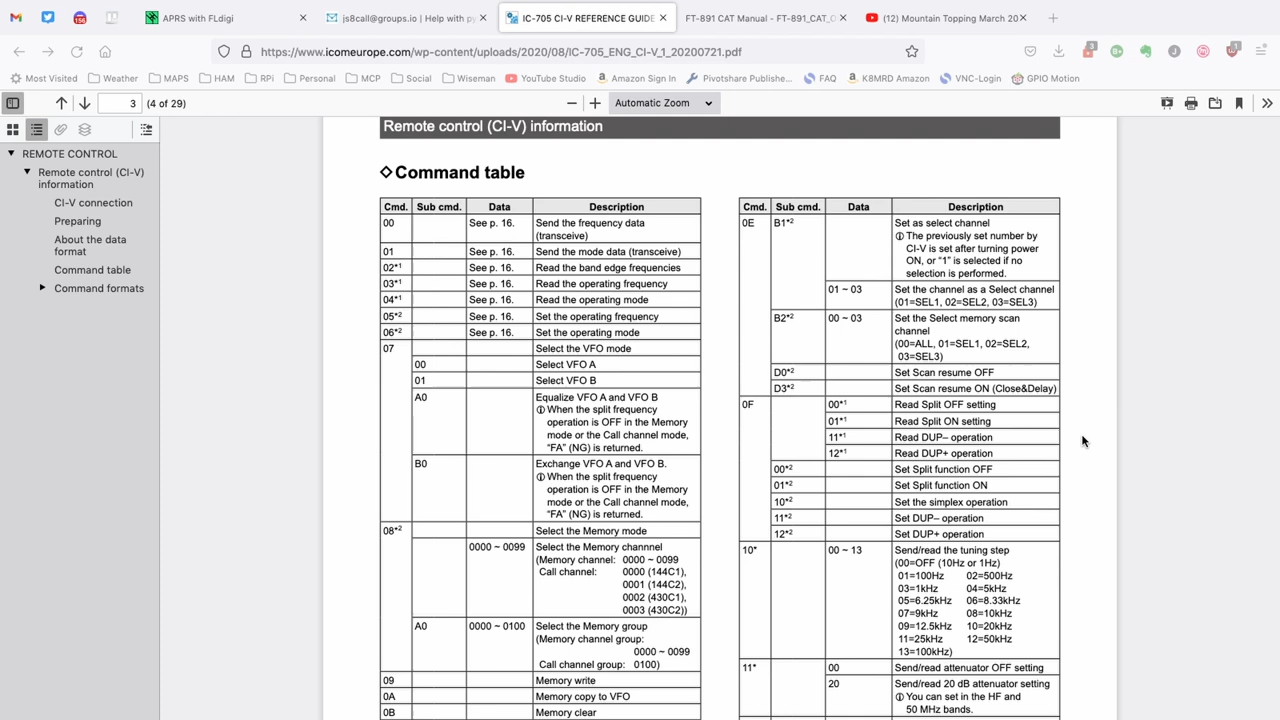 156
APRS with FLdigi
js8call@groups.io | Help with py
IC-705 CI-V REFERENCE GUIDE
FT-891 CAT Manual - FT-891_CAT_O
(12) Mountain Topping March 20
https://www.icomeurope.com/wp-content/uploads/2020/08/IC-705_ENG_CI-V_1_20200721.pdf
3
1
Most Visited Weather MAPS HAM RPi Personal MCP Social Wiseman YouTube Studio Amazon Sign In Pivotshare Publishe... FAQ K8MRD Amazon VNC-Login GPIO Motion
3 (4 of 29) Automatic Zoom
REMOTE CONTROL
Remote control (CI-V)
information
CI-V connection
Preparing
About the data
format
Command table
Command formats
Remote control (CI-V) information
◇Command table
Cmd. Sub cmd. Data Description
00 See p. 16. Send the frequency data
(transceive)
01 See p. 16. Send the mode data (transceive)
02*1 See p. 16. Read the band edge frequencies
03*1 See p. 16. Read the operating frequency
04*1 See p. 16. Read the operating mode
05*2 See p. 16. Set the operating frequency
06*2 See p. 16. Set the operating mode
07 Select the VFO mode
00 Select VFO A
01 Select VFO B
A0 Equalize VFO A and VFO B
ⓘ When the split frequency
operation is OFF in the Memory
mode or the Call channel mode,
“FA” (NG) is returned.
B0 Exchange VFO A and VFO B.
ⓘ When the split frequency
operation is OFF in the Memory
mode or the Call channel mode,
“FA” (NG) is returned.
08*2 Select the Memory mode
0000 ~ 0099 Select the Memory channnel
(Memory channel: 0000 ~ 0099
Call channel: 0000 (144C1),
0001 (144C2),
0002 (430C1),
0003 (430C2))
A0 0000 ~ 0100 Select the Memory group
(Memory channel group:
0000 ~ 0099
Call channel group: 0100)
09 Memory write
0A Memory copy to VFO
0B Memory clear
Cmd. Sub cmd. Data Description
0E B1*2 Set as select channel
ⓘ The previously set number by
CI-V is set after turning power
ON, or “1” is selected if no
selection is performed.
01 ~ 03 Set the channel as a Select channel
(01=SEL1, 02=SEL2, 03=SEL3)
B2*2 00 ~ 03 Set the Select memory scan
channel
(00=ALL, 01=SEL1, 02=SEL2,
03=SEL3)
D0*2 Set Scan resume OFF
D3*2 Set Scan resume ON (Close&Delay)
0F 00*1 Read Split OFF setting
01*1 Read Split ON setting
11*1 Read DUP– operation
12*1 Read DUP+ operation
00*2 Set Split function OFF
01*2 Set Split function ON
10*2 Set the simplex operation
11*2 Set DUP– operation
12*2 Set DUP+ operation
10* 00 ~ 13 Send/read the tuning step
(00=OFF (10Hz or 1Hz)
01=100Hz 02=500Hz
03=1kHz 04=5kHz
05=6.25kHz 06=8.33kHz
07=9kHz 08=10kHz
09=12.5kHz 10=20kHz
11=25kHz 12=50kHz
13=100kHz)
11* 00 Send/read attenuator OFF setting
20 Send/read 20 dB attenuator setting
ⓘ You can set in the HF and
50 MHz bands.